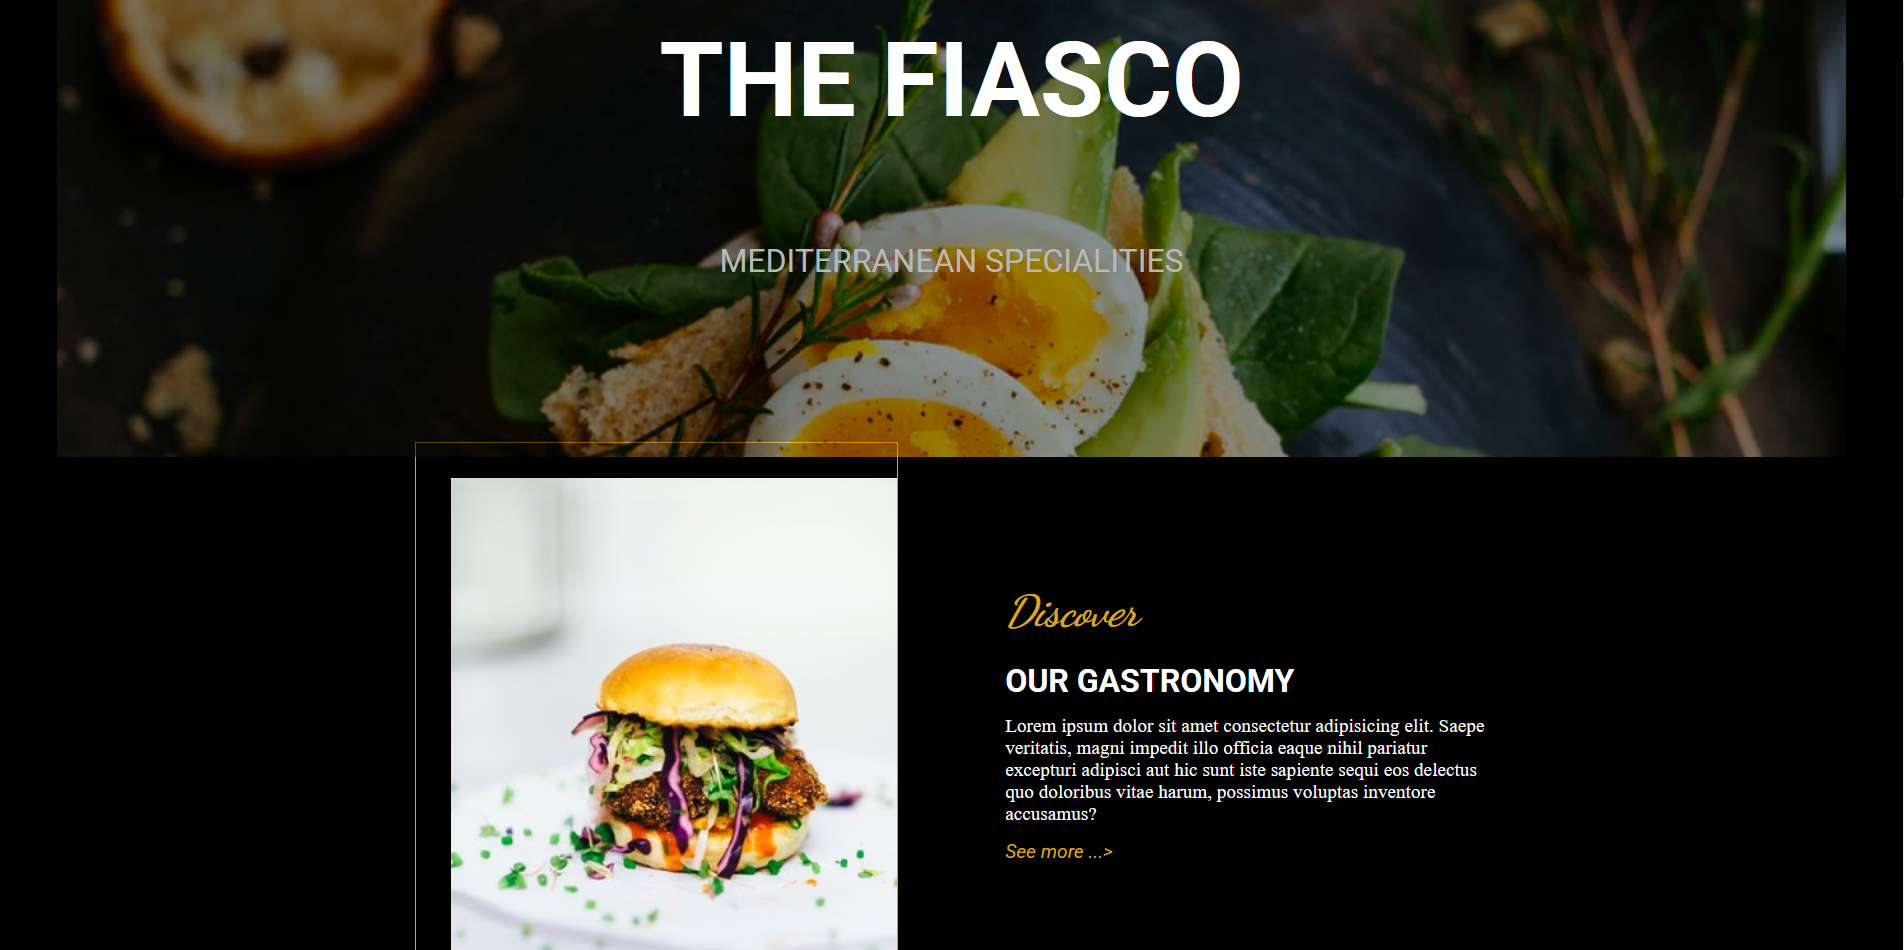 THE FIASCO
MEDITERRANEAN SPECIALITIES
Discover
OUR GASTRONOMY
Lorem ipsum dolor sit amet consectetur adipisicing elit. Saepe
veritatis, magni impedit illo officia eaque nihil pariatur
excepturi adipisci aut hic sunt iste sapiente sequi eos delectus
quo doloribus vitae harum, possimus voluptas inventore
accusamus?
See more ...>